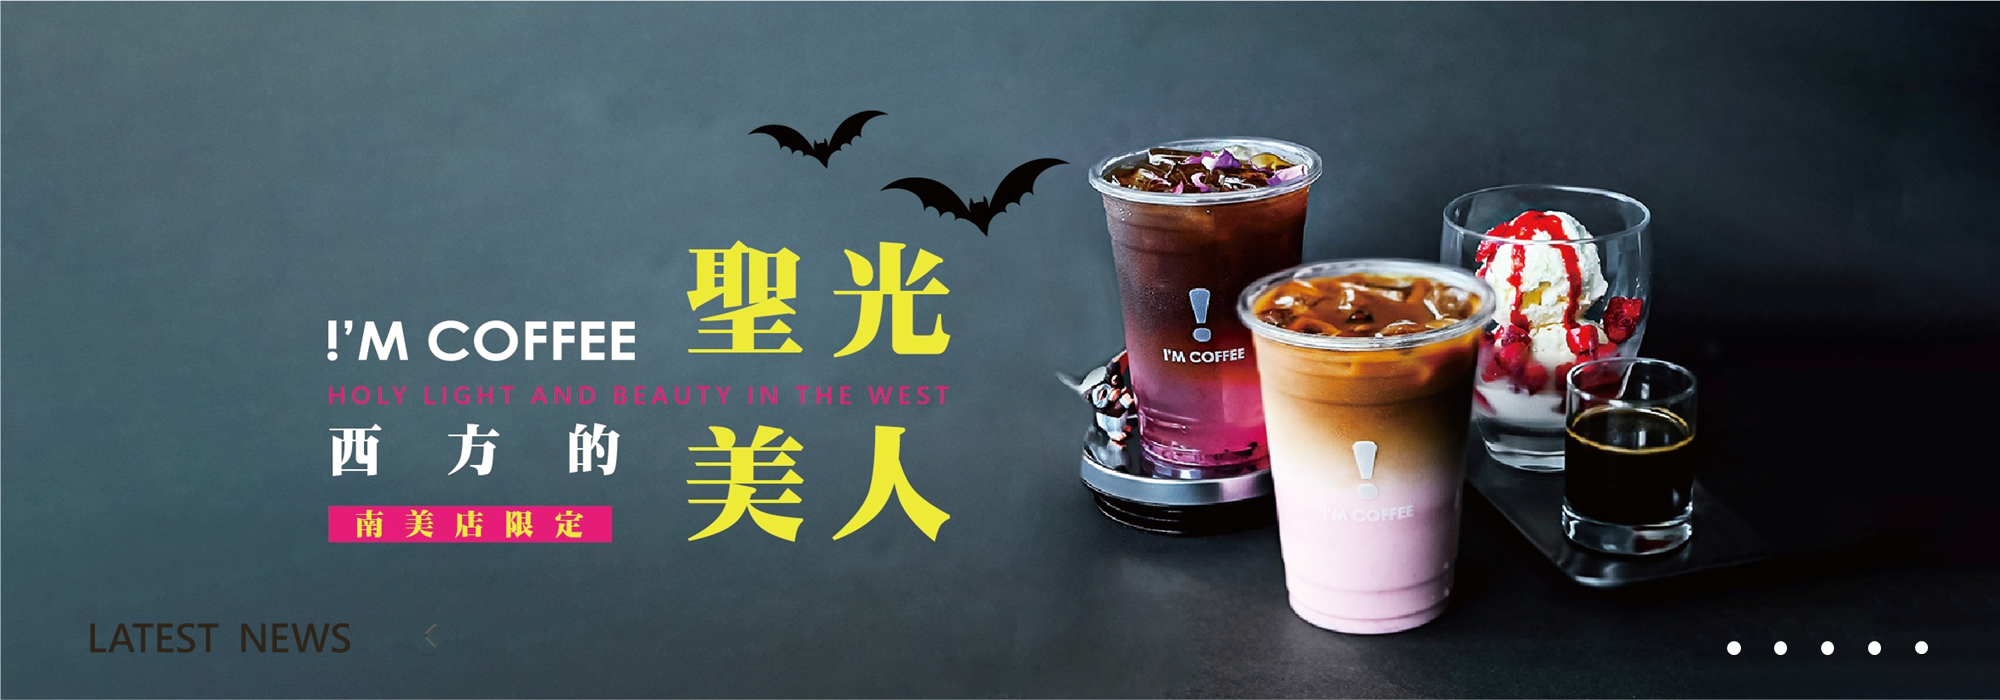 !'M COFFEE
聖光
HOLY LIGHT AND BEAUTY IN THE WEST
西方的
美人
南美店限定
LATEST NEWS
I'M COFFEE
I'M COFFEE